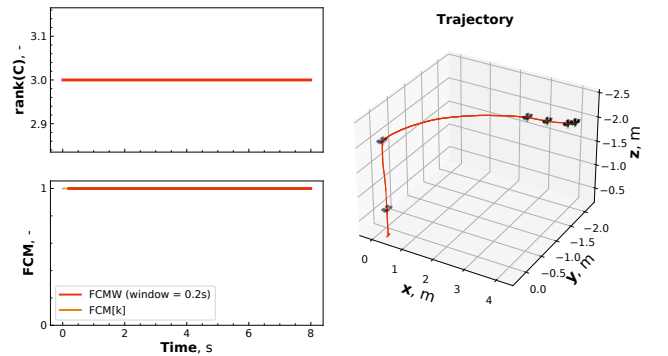 3.1
3.0
2.9
rank(C), -
1
0
FCM, -
FCMW (window = 0.2s)
FCM[k]
0 2 4 6 8
Time, s
Trajectory
−2.5
−2.0
−1.5
−1.0
−0.5
z, m
−2.0
−1.5
−1.0
−0.5
0.0
y, m
0 1 2 3 4
x, m